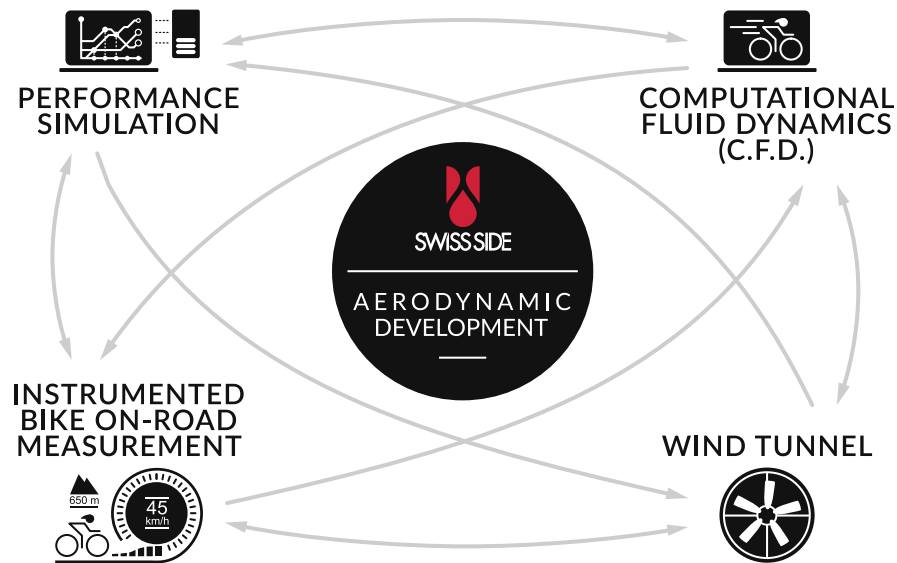 PERFORMANCE
SIMULATION
COMPUTATIONAL
FLUID DYNAMICS
(C.F.D.)
SWISS SIDE
AERODYNAMIC
DEVELOPMENT
INSTRUMENTED
BIKE ON-ROAD
MEASUREMENT
650 m
45
km/h
WIND TUNNEL